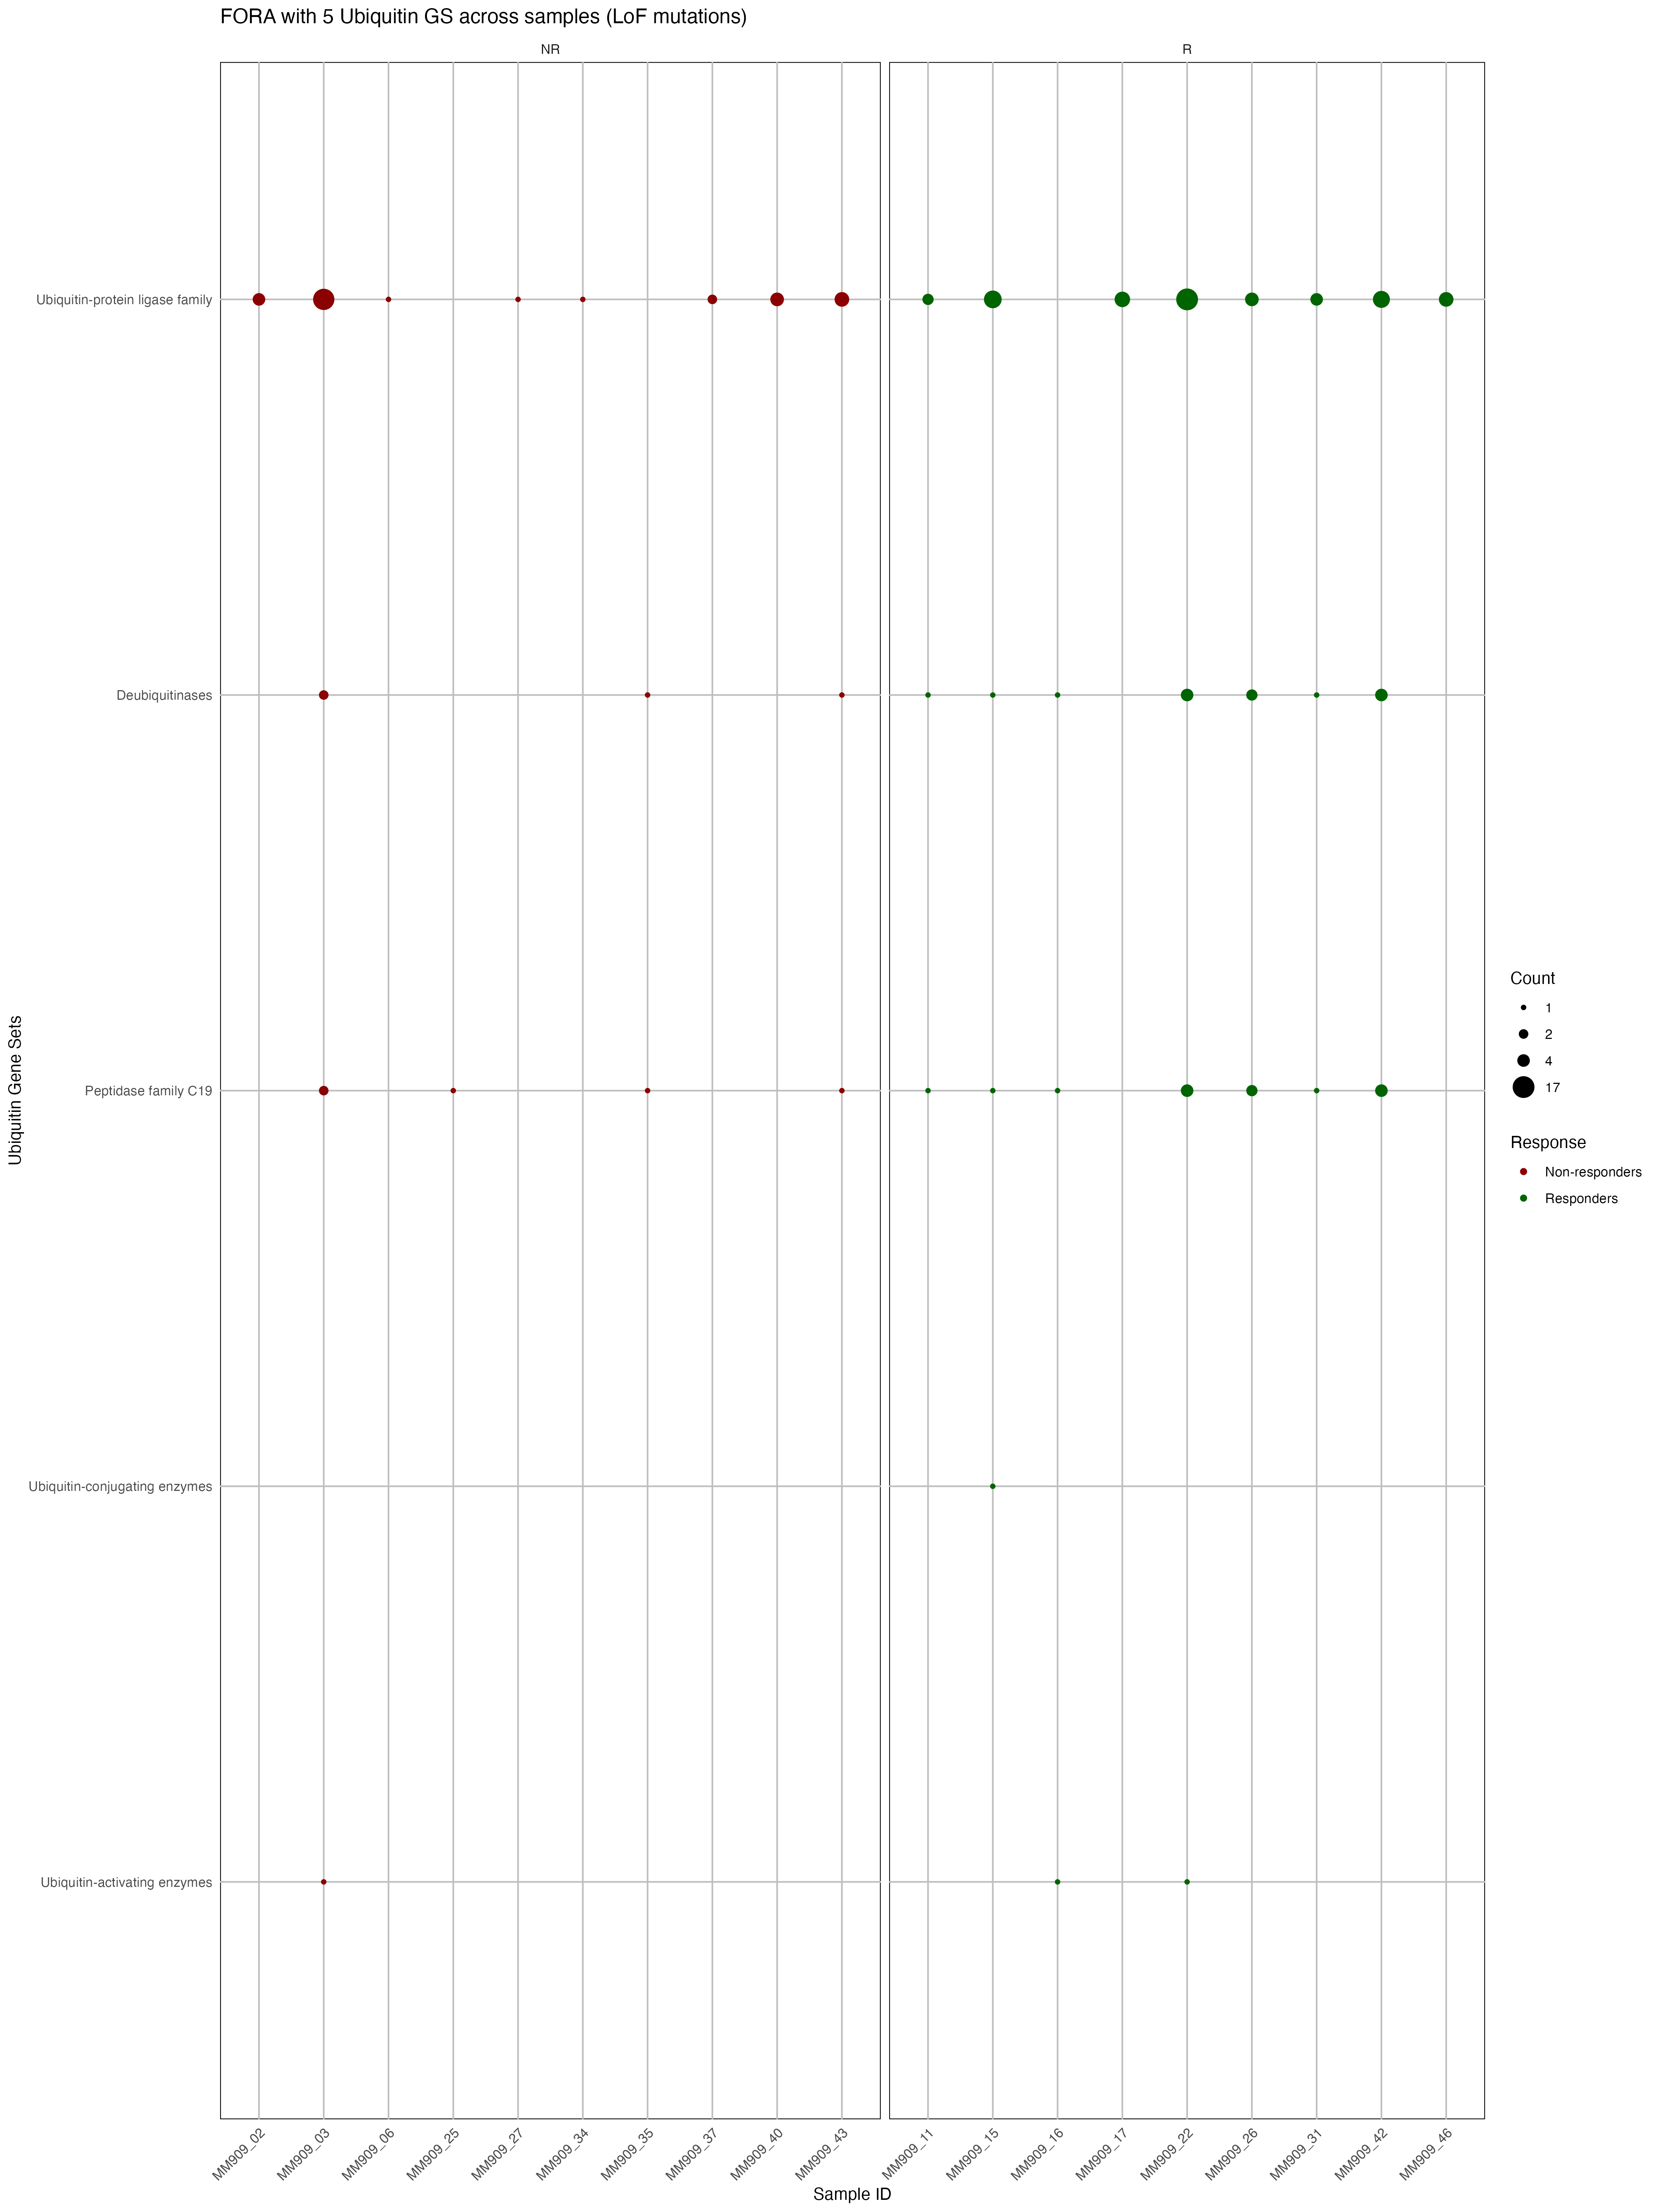 FORA with 5 Ubiquitin GS across samples (LoF mutations)
NR
R
Ubiquitin Gene Sets
Ubiquitin-protein ligase family
Deubiquitinases
Peptidase family C19
Ubiquitin-conjugating enzymes
Ubiquitin-activating enzymes
Count
1
2
4
17
Response
Non-responders
Responders
MM909_02
MM909_03
MM909_06
MM909_25
MM909_27
MM909_34
MM909_35
MM909_37
MM909_40
MM909_43
MM909_11
MM909_15
MM909_16
MM909_17
MM909_22
MM909_26
MM909_31
MM909_42
MM909_46
Sample ID